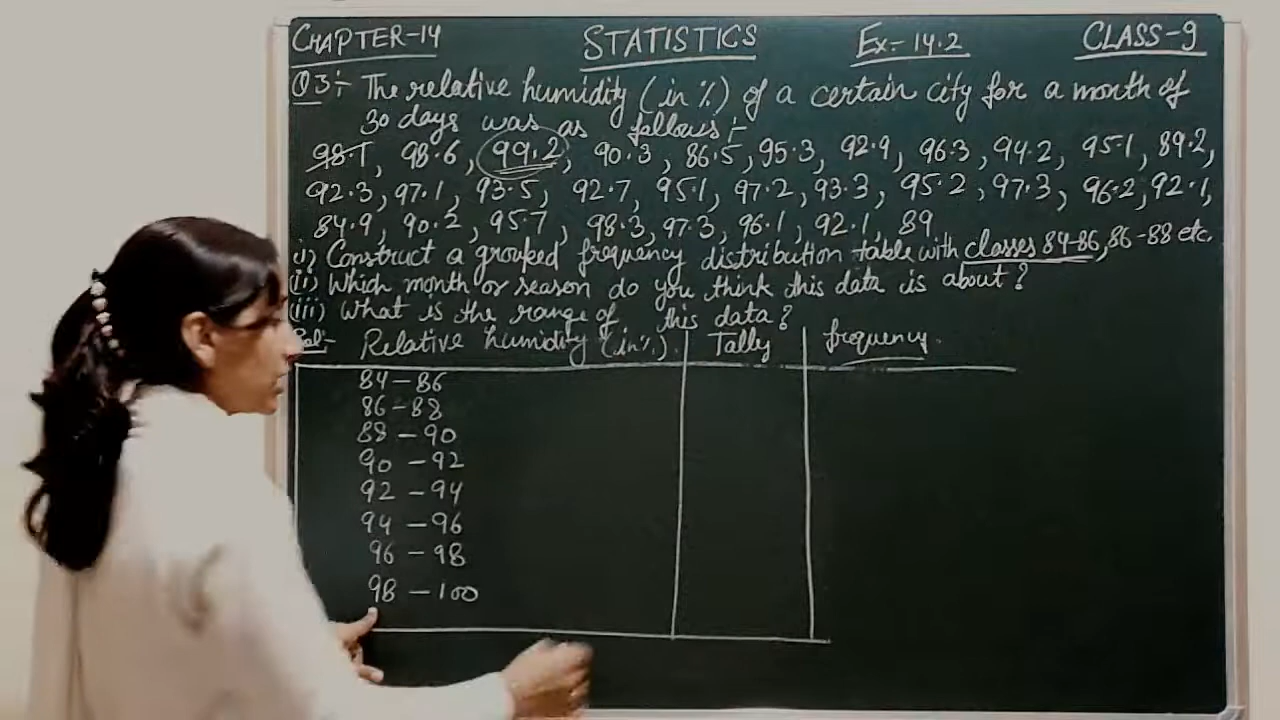 CHAPTER-14 STATISTICS Ex-14.2 CLASS-9
Q3:- The relative humidity (in %) of a certain city for a month of
30 days was as follows:-
98.1, 98.6, 99.2, 90.3, 86.5, 95.3, 92.9, 96.3, 94.2, 95.1, 89.2,
92.3, 97.1, 93.5, 92.7, 95.1, 97.2, 93.3, 95.2, 97.3, 96.2, 92.1,
84.9, 90.2, 95.7, 98.3, 97.3, 96.1, 92.1, 89
(i) Construct a grouped frequency distribution table with classes 84-86, 86-88 etc.
(ii) Which month or season do you think this data is about?
(iii) What is the range of this data?
Sol:- Relative humidity (in%). Tally frequency.
84-86
86-88
88-90
90-92
92-94
94-96
96-98
98-100